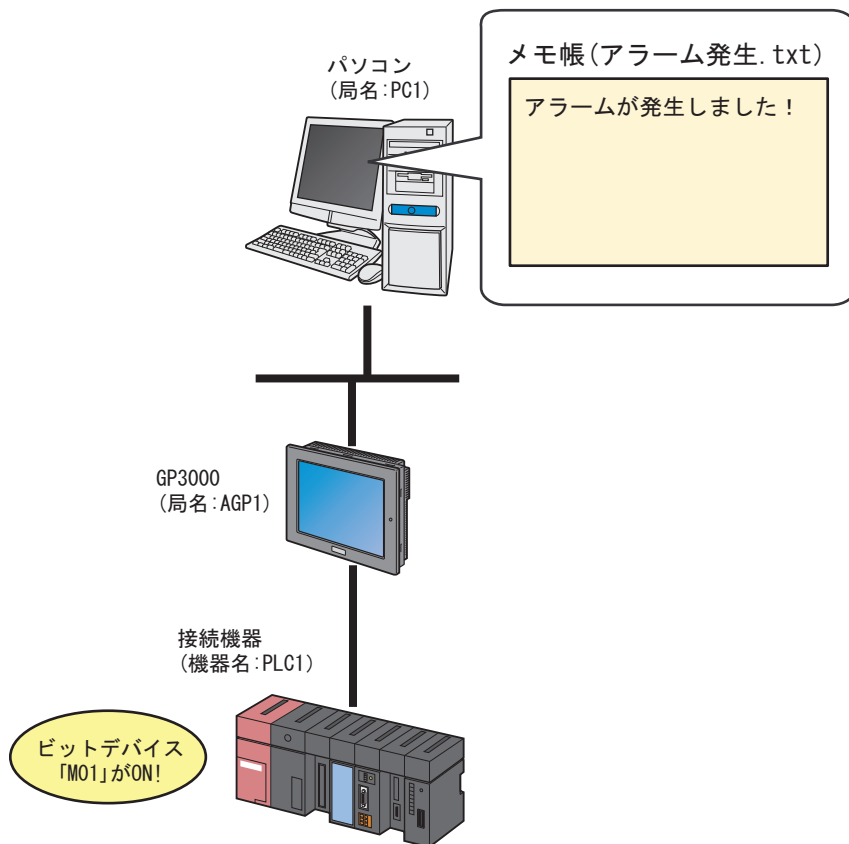 パソコン
(局名:PC1)
メモ帳(アラーム発生.txt)
アラームが発生しました！
GP3000
(局名:AGP1)
接続機器
(機器名:PLC1)
ビットデバイス
「M01」がON!